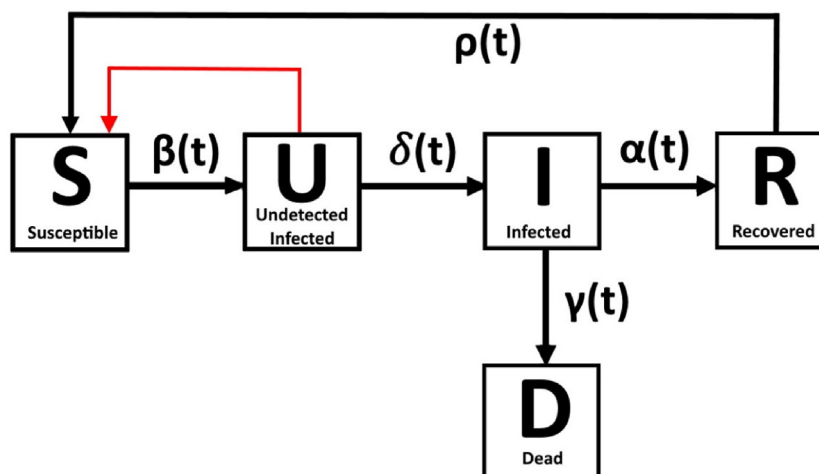 ρ(t)
S
Susceptible
β(t)
U
Undetected
Infected
δ(t)
I
Infected
α(t)
R
Recovered
γ(t)
D
Dead